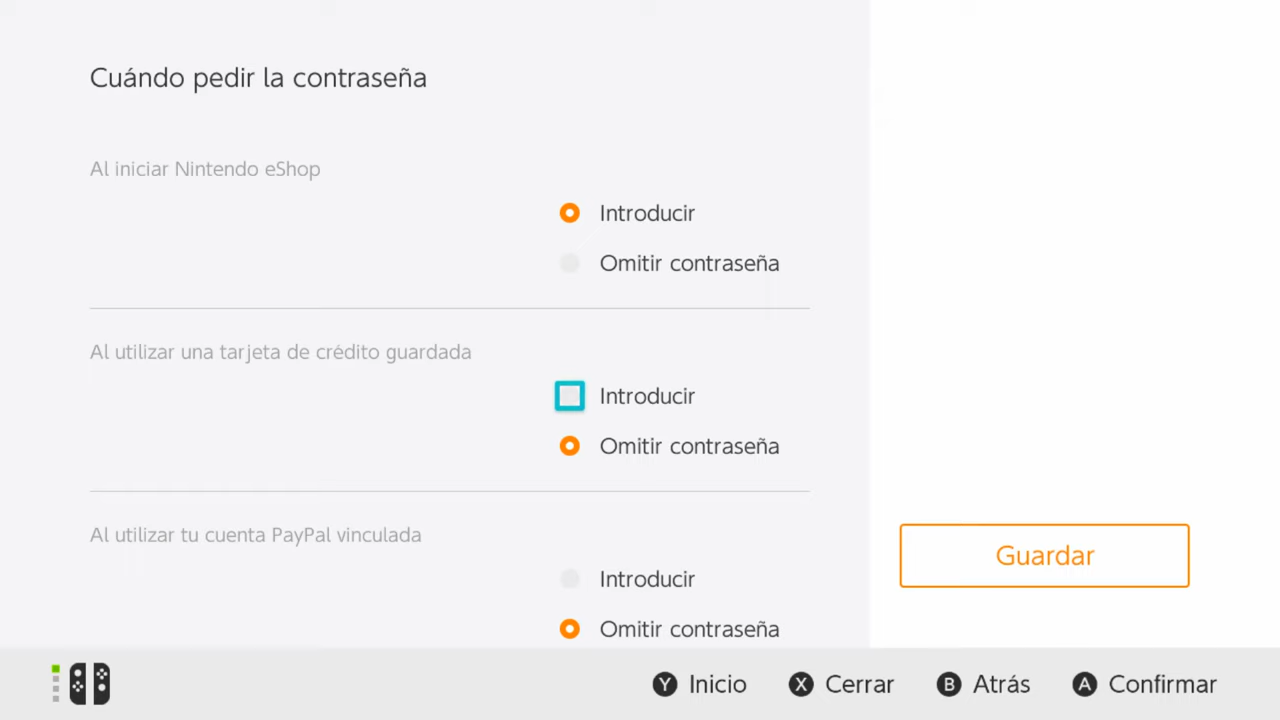 Cuándo pedir la contraseña
Al iniciar Nintendo eShop
Introducir
Omitir contraseña
Al utilizar una tarjeta de crédito guardada
Introducir
Omitir contraseña
Al utilizar tu cuenta PayPal vinculada
Introducir
Omitir contraseña
Guardar
Y Inicio X Cerrar B Atrás A Confirmar